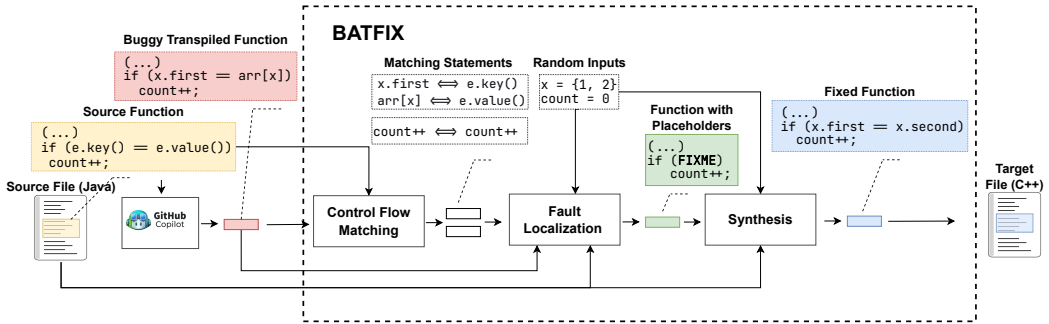 BATFIX
Buggy Transpiled Function
(...)
if (x.first == arr[x])
count++;
Source Function
(...)
if (e.key() == e.value())
count++;
Matching Statements
x.first ⟺ e.key()
arr[x] ⟺ e.value()
count++ ⟺ count++
Random Inputs
x = {1, 2}
count = 0
Function with
Placeholders
(...)
if (FIXME)
count++;
Fixed Function
(...)
if (x.first == x.second)
count++;
Source File (Java)
GitHub
Copilot
Control Flow
Matching
Fault
Localization
Synthesis
Target
File (C++)